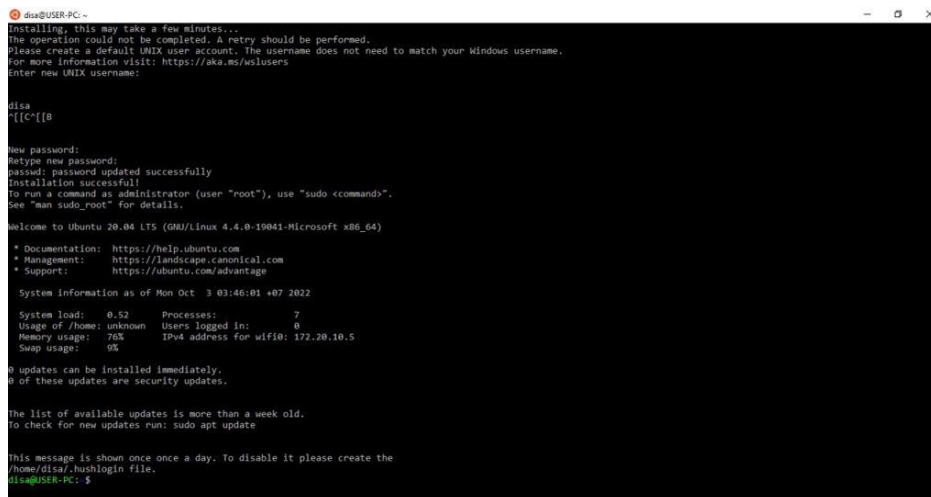 disa@USER-PC: ~
Installing, this may take a few minutes...
The operation could not be completed. A retry should be performed.
Please create a default UNIX user account. The username does not need to match your Windows username.
For more information visit: https://aka.ms/wslusers
Enter new UNIX username:
disa
^[[C^[[B
New password:
Retype new password:
passwd: password updated successfully
Installation successful!
To run a command as administrator (user "root"), use "sudo <command>".
See "man sudo_root" for details.
Welcome to Ubuntu 20.04 LTS (GNU/Linux 4.4.0-19041-Microsoft x86_64)
* Documentation: https://help.ubuntu.com
* Management: https://landscape.canonical.com
* Support: https://ubuntu.com/advantage
System information as of Mon Oct 3 03:46:01 +07 2022
System load: 0.52 Processes: 7
Usage of /home: unknown Users logged in: 0
Memory usage: 76% IPv4 address for wifi0: 172.20.10.5
Swap usage: 9%
0 updates can be installed immediately.
0 of these updates are security updates.
The list of available updates is more than a week old.
To check for new updates run: sudo apt update
This message is shown once once a day. To disable it please create the
/home/disa/.hushlogin file.
disa@USER-PC:~$